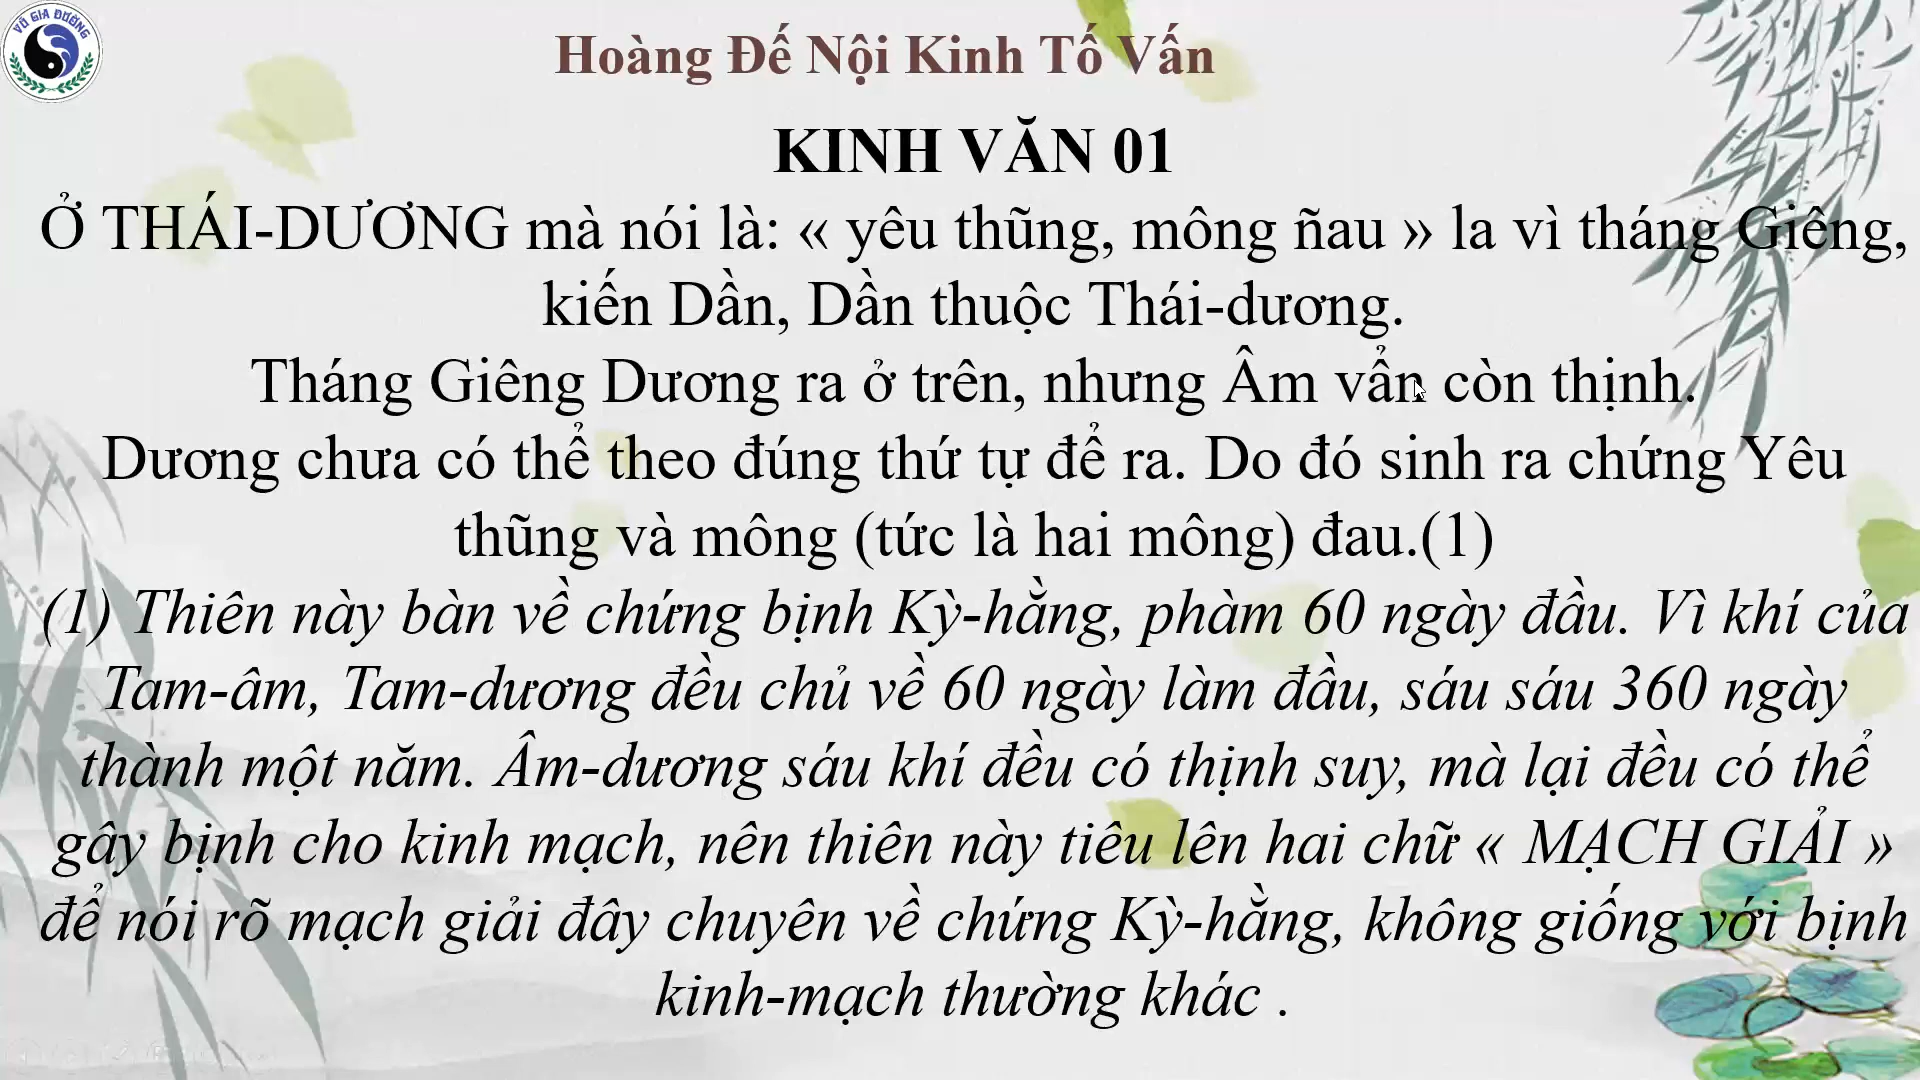 VÕ GIA ĐƯỜNG
Hoàng Đế Nội Kinh Tố Vấn
KINH VĂN 01
Ở THÁI-DƯƠNG mà nói là: « yêu thũng, mông ñau » la vì tháng Giêng,
kiến Dần, Dần thuộc Thái-dương.
Tháng Giêng Dương ra ở trên, nhưng Âm vẩn còn thịnh.
Dương chưa có thể theo đúng thứ tự để ra. Do đó sinh ra chứng Yêu
thũng và mông (tức là hai mông) đau.(1)
(1) Thiên này bàn về chứng bịnh Kỳ-hằng, phàm 60 ngày đầu. Vì khí của
Tam-âm, Tam-dương đều chủ về 60 ngày làm đầu, sáu sáu 360 ngày
thành một năm. Âm-dương sáu khí đều có thịnh suy, mà lại đều có thể
gây bịnh cho kinh mạch, nên thiên này tiêu lên hai chữ « MẠCH GIẢI »
để nói rõ mạch giải đây chuyên về chứng Kỳ-hằng, không giống với bịnh
kinh-mạch thường khác .